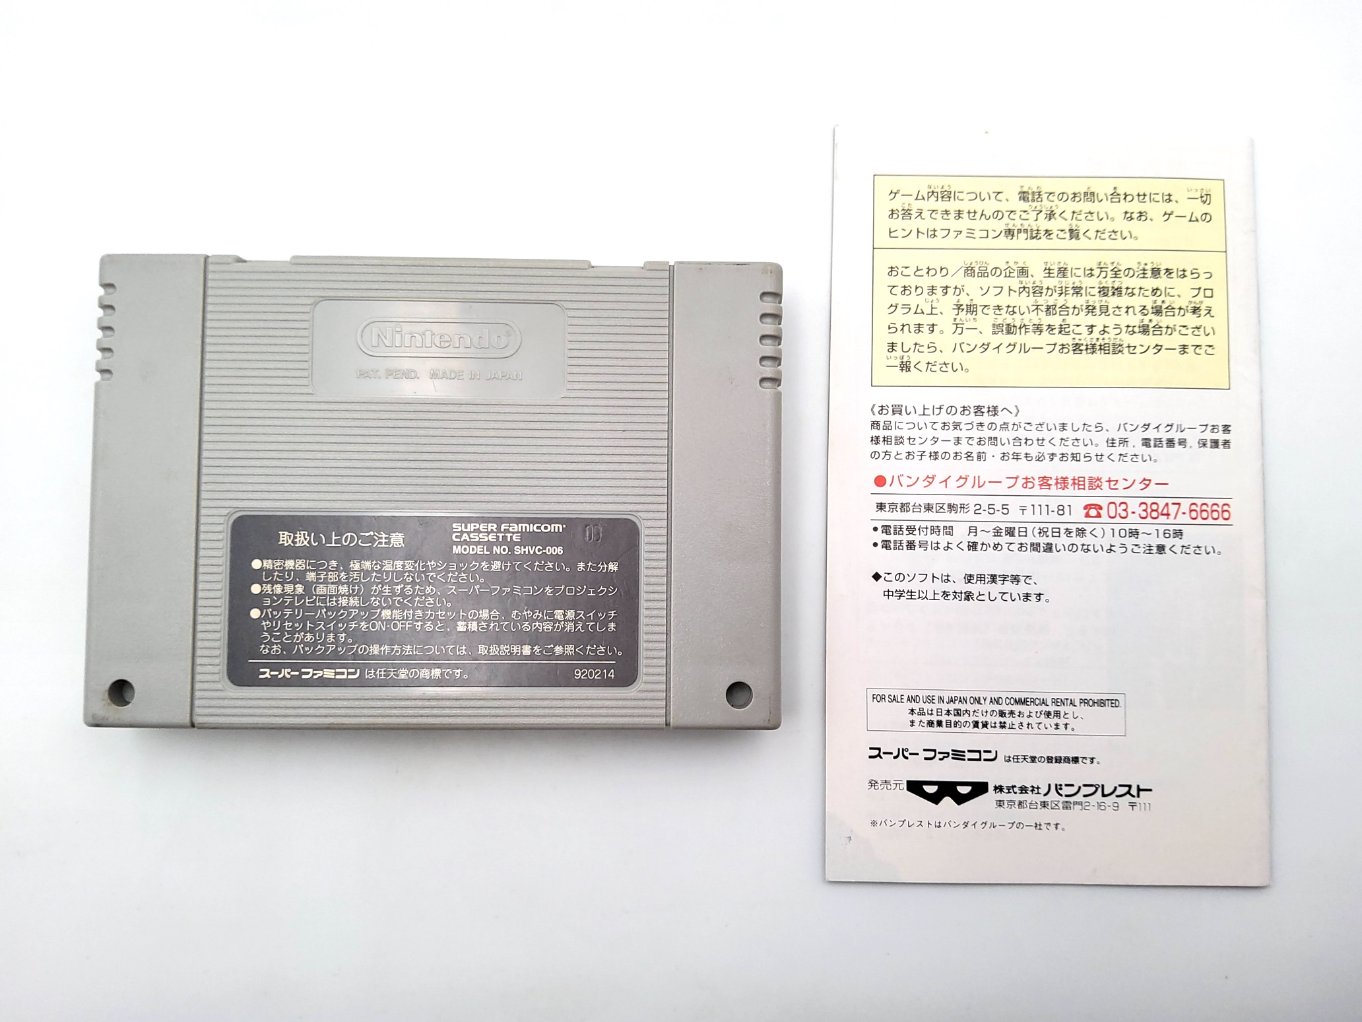 Nintendo
PAT. PEND. MADE IN JAPAN
取扱い上のご注意
SUPER FAMICOM
CASSETTE
MODEL NO. SHVC-006
●精密機器につき、極端な温度変化やショックを避けてください。また分解
したり、端子部を汚したりしないでください。
●残像現象（画面焼け）が生ずるため、スーパーファミコンをプロジェクシ
ョンテレビには接続しないでください。
●バッテリーバックアップ機能付きカセットの場合、むやみに電源スイッチ
やリセットスイッチをON-OFFすると、蓄積されている内容が消えてしま
うことがあります。
なお、バックアップの操作方法については、取扱説明書をご参照ください。
スーパーファミコン は任天堂の商標です。
920214
ゲーム内容について、電話でのお問い合わせには、一切
お答えできませんのでご了承ください。なお、ゲームの
ヒントはファミコン専門誌をご覧ください。
おことわり／商品の企画、生産には万全の注意をはらっ
ておりますが、ソフト内容が非常に複雑なために、プロ
グラム上、予期できない不都合が発見される場合が考え
られます。万一、誤動作等を起こすような場合がござい
ましたら、バンダイグループお客様相談センターまでご
一報ください。
《お買い上げのお客様へ》
商品についてお気づきの点がございましたら、バンダイグループお客
様相談センターまでお問い合わせください。住所、電話番号、保護者
の方とお子様のお名前・お年も必ずお知らせください。
●バンダイグループお客様相談センター
東京都台東区駒形2-5-5 〒111-81 ☎03-3847-6666
●電話受付時間 月～金曜日(祝日を除く)10時～16時
●電話番号はよく確かめてお間違いのないようご注意ください。
◆このソフトは、使用漢字等で、
中学生以上を対象としています。
FOR SALE AND USE IN JAPAN ONLY AND COMMERCIAL RENTAL PROHIBITED.
本品は日本国内だけの販売および使用とし、
また商業目的の賃貸は禁止されています。
スーパーファミコン は任天堂の登録商標です。
発売元 株式会社 バンプレスト
東京都台東区雷門2-16-9 〒111
※バンプレストはバンダイグループの一社です。